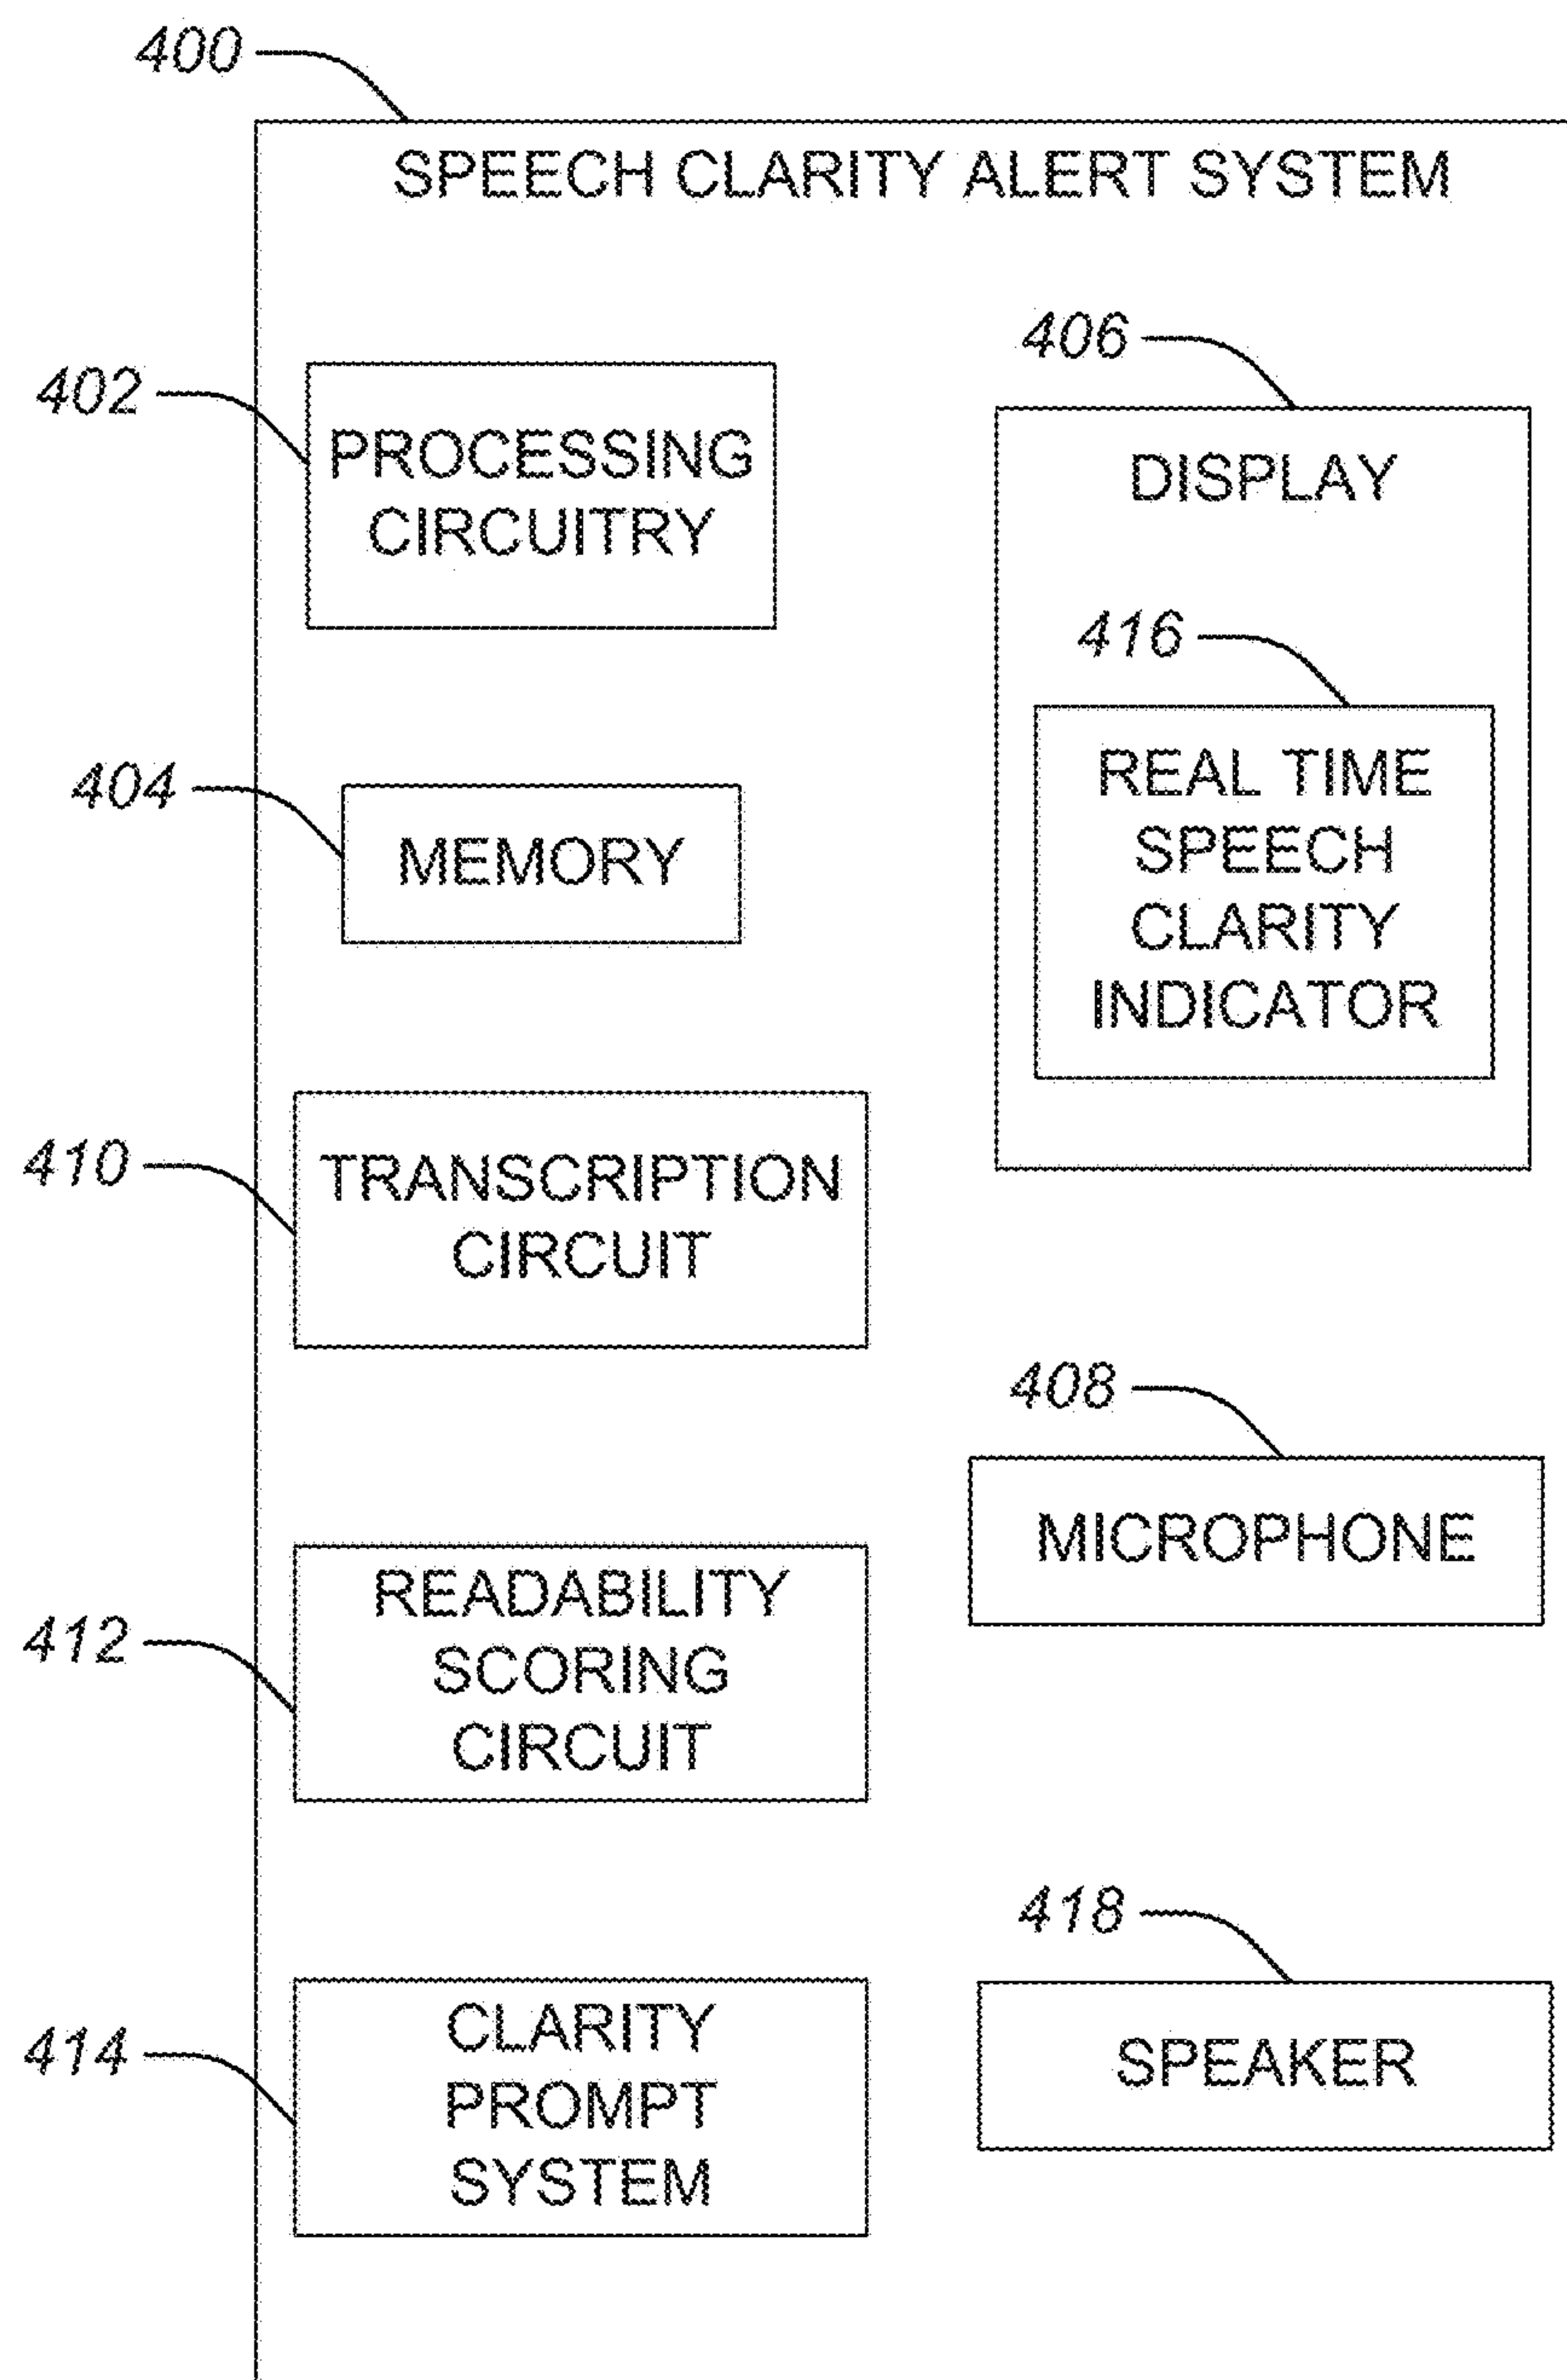 400
SPEECH CLARITY ALERT SYSTEM
402
PROCESSING
CIRCUITRY
404
MEMORY
410
TRANSCRIPTION
CIRCUIT
412
READABILITY
SCORING
CIRCUIT
414
CLARITY
PROMPT
SYSTEM
406
DISPLAY
416
REAL TIME
SPEECH
CLARITY
INDICATOR
408
MICROPHONE
418
SPEAKER